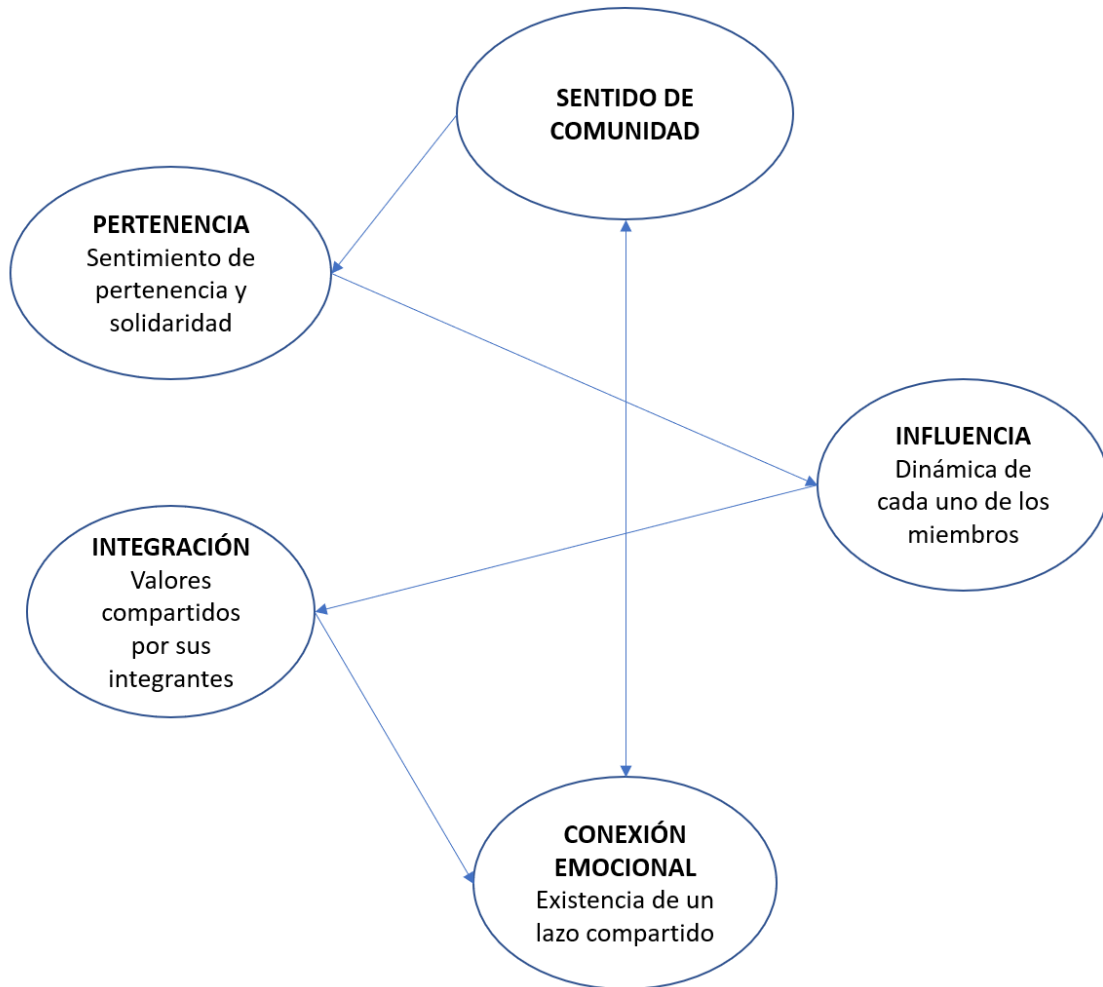 SENTIDO DE
COMUNIDAD
PERTENENCIA
Sentimiento de
pertenencia y
solidaridad
INFLUENCIA
Dinámica de
cada uno de los
miembros
INTEGRACIÓN
Valores
compartidos
por sus
integrantes
CONEXIÓN
EMOCIONAL
Existencia de un
lazo compartido